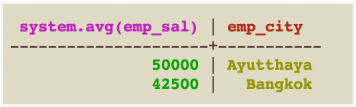 system.avg(emp_sal) | emp_city
--------------------+----------
50000 | Ayutthaya
42500 | Bangkok